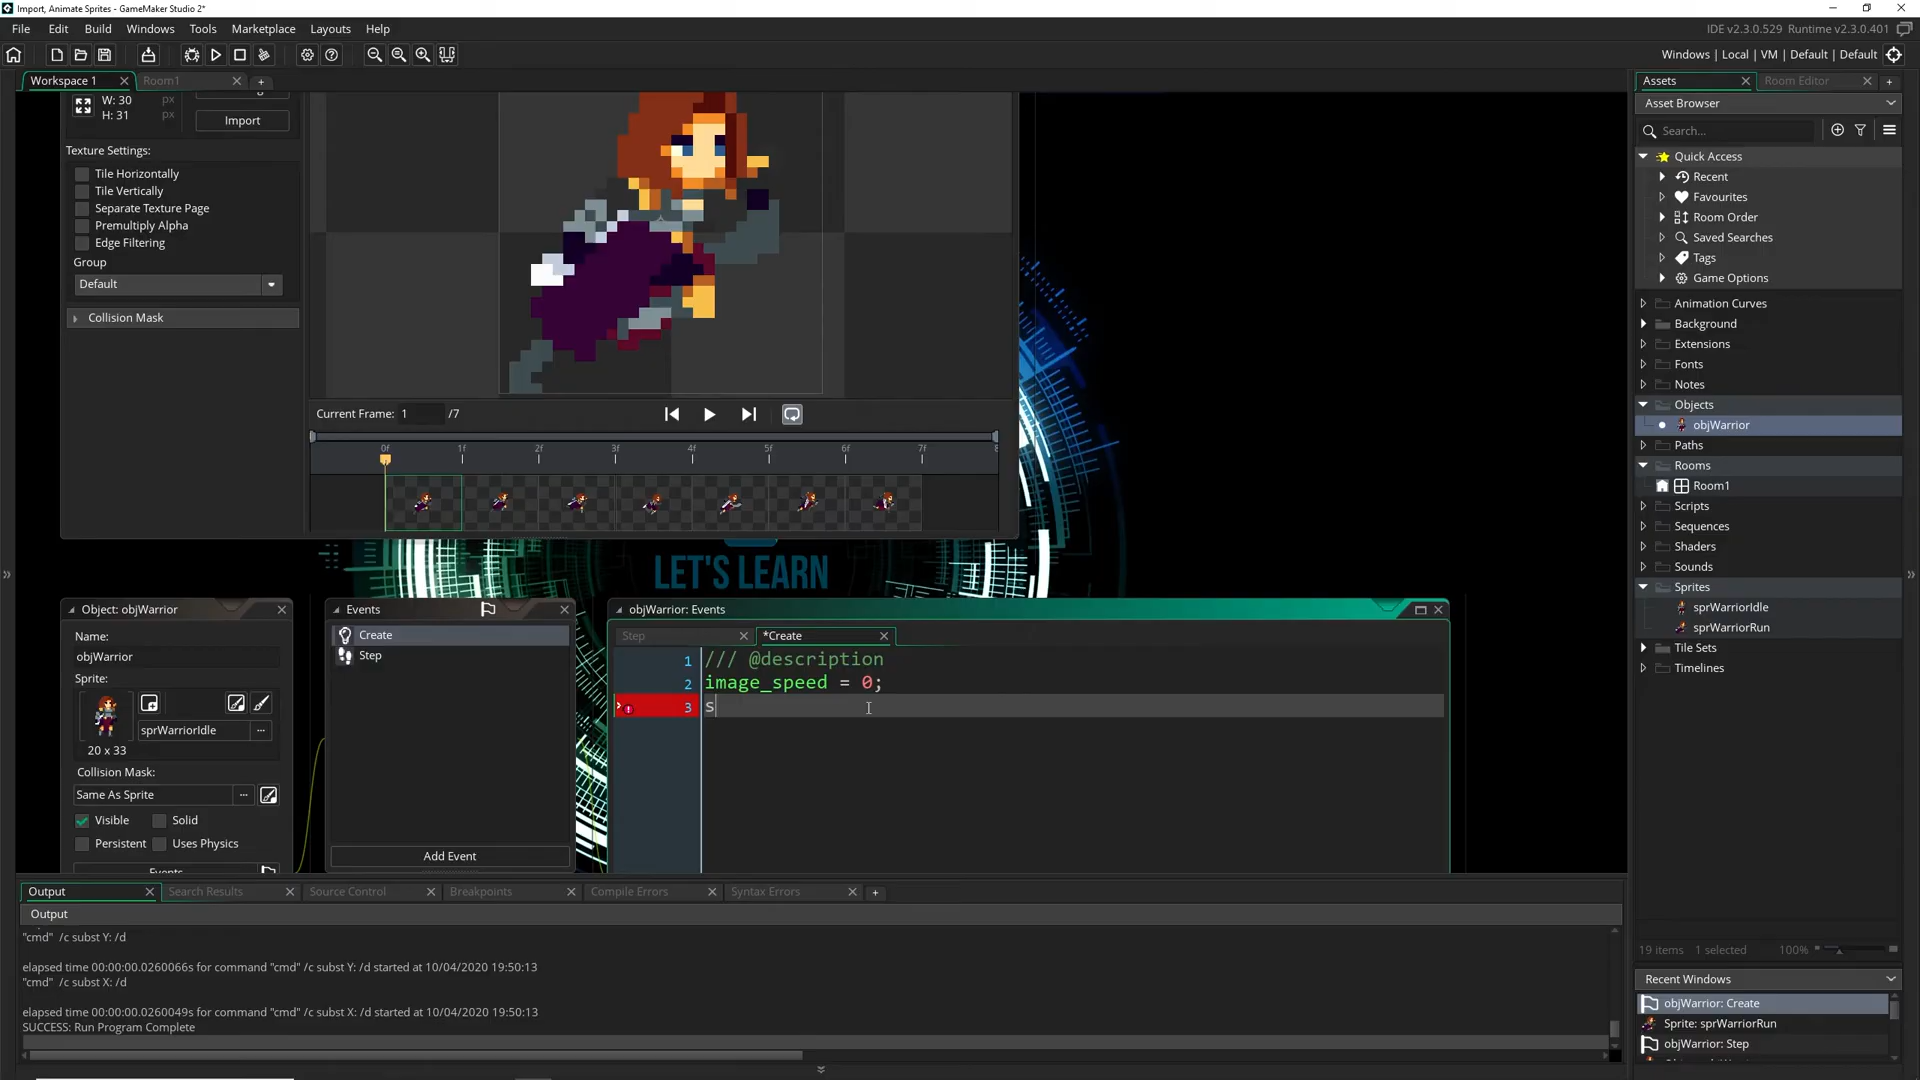 Import, Animate Sprites - GameMaker Studio 2*
File Edit Build Windows Tools Marketplace Layouts Help
IDE v2.3.0.529 Runtime v2.3.0.401
Windows | Local | VM | Default | Default
Workspace 1
Room1
W: 30 px
H: 31 px
Import
Texture Settings:
Tile Horizontally
Tile Vertically
Separate Texture Page
Premultiply Alpha
Edge Filtering
Group
Default
Collision Mask
Current Frame: 1 /7
0f 1f 2f 3f 4f 5f 6f 7f 8
LET'S LEARN
Object: objWarrior
Name:
objWarrior
Sprite:
sprWarriorIdle
20 x 33
Collision Mask:
Same As Sprite
Visible Solid
Persistent Uses Physics
Events
Events
Create
Step
Add Event
objWarrior: Events
Step *Create
1 /// @description
2 image_speed = 0;
3 s
Output Search Results Source Control Breakpoints Compile Errors Syntax Errors
Output
"cmd" /c subst Y: /d
elapsed time 00:00:00.0260066s for command "cmd" /c subst Y: /d started at 10/04/2020 19:50:13
"cmd" /c subst X: /d
elapsed time 00:00:00.0260049s for command "cmd" /c subst X: /d started at 10/04/2020 19:50:13
SUCCESS: Run Program Complete
Assets
Room Editor
Asset Browser
Search...
Quick Access
Recent
Favourites
Room Order
Saved Searches
Tags
Game Options
Animation Curves
Background
Extensions
Fonts
Notes
Objects
objWarrior
Paths
Rooms
Room1
Scripts
Sequences
Shaders
Sounds
Sprites
sprWarriorIdle
sprWarriorRun
Tile Sets
Timelines
19 items 1 selected 100%
Recent Windows
objWarrior: Create
Sprite: sprWarriorRun
objWarrior: Step